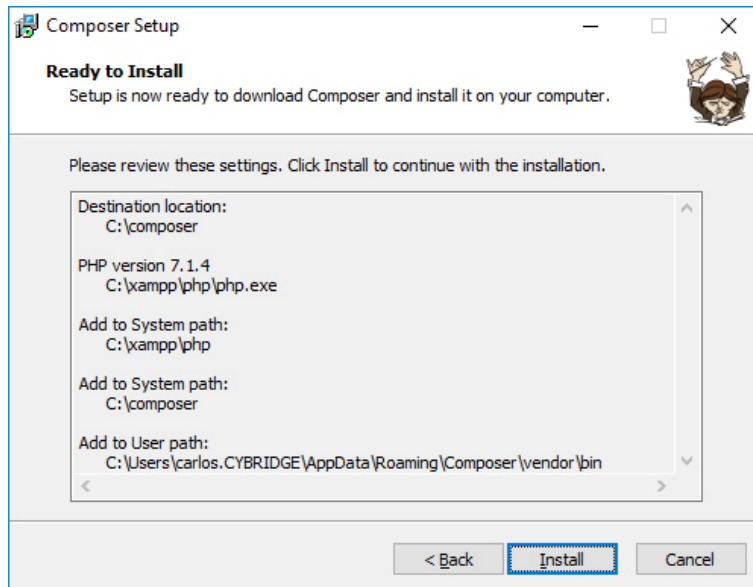 Composer Setup
Ready to Install
Setup is now ready to download Composer and install it on your computer.
Please review these settings. Click Install to continue with the installation.
Destination location:
C:\composer
PHP version 7.1.4
C:\xampp\php\php.exe
Add to System path:
C:\xampp\php
Add to System path:
C:\composer
Add to User path:
C:\Users\carlos.CYBRIDGE\AppData\Roaming\Composer\vendor\bin
< Back
Install
Cancel